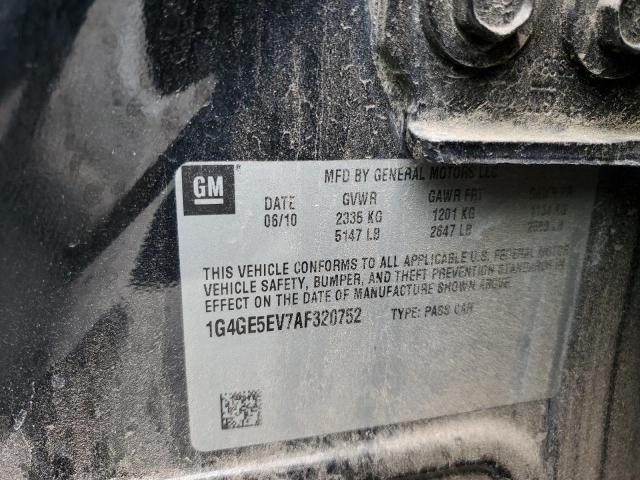 GM
MFD BY GENERAL MOTORS LLC
DATE GVWR GAWR FRT
06/10 2335 KG 1201 KG 1134 KG
5147 LB 2647 LB
THIS VEHICLE CONFORMS TO ALL APPLICABLE U.S. FEDERAL MOTOR
VEHICLE SAFETY, BUMPER, AND THEFT PREVENTION STANDARDS IN
EFFECT ON THE DATE OF MANUFACTURE SHOWN ABOVE.
1G4GE5EV7AF320752 TYPE: PASS CAR